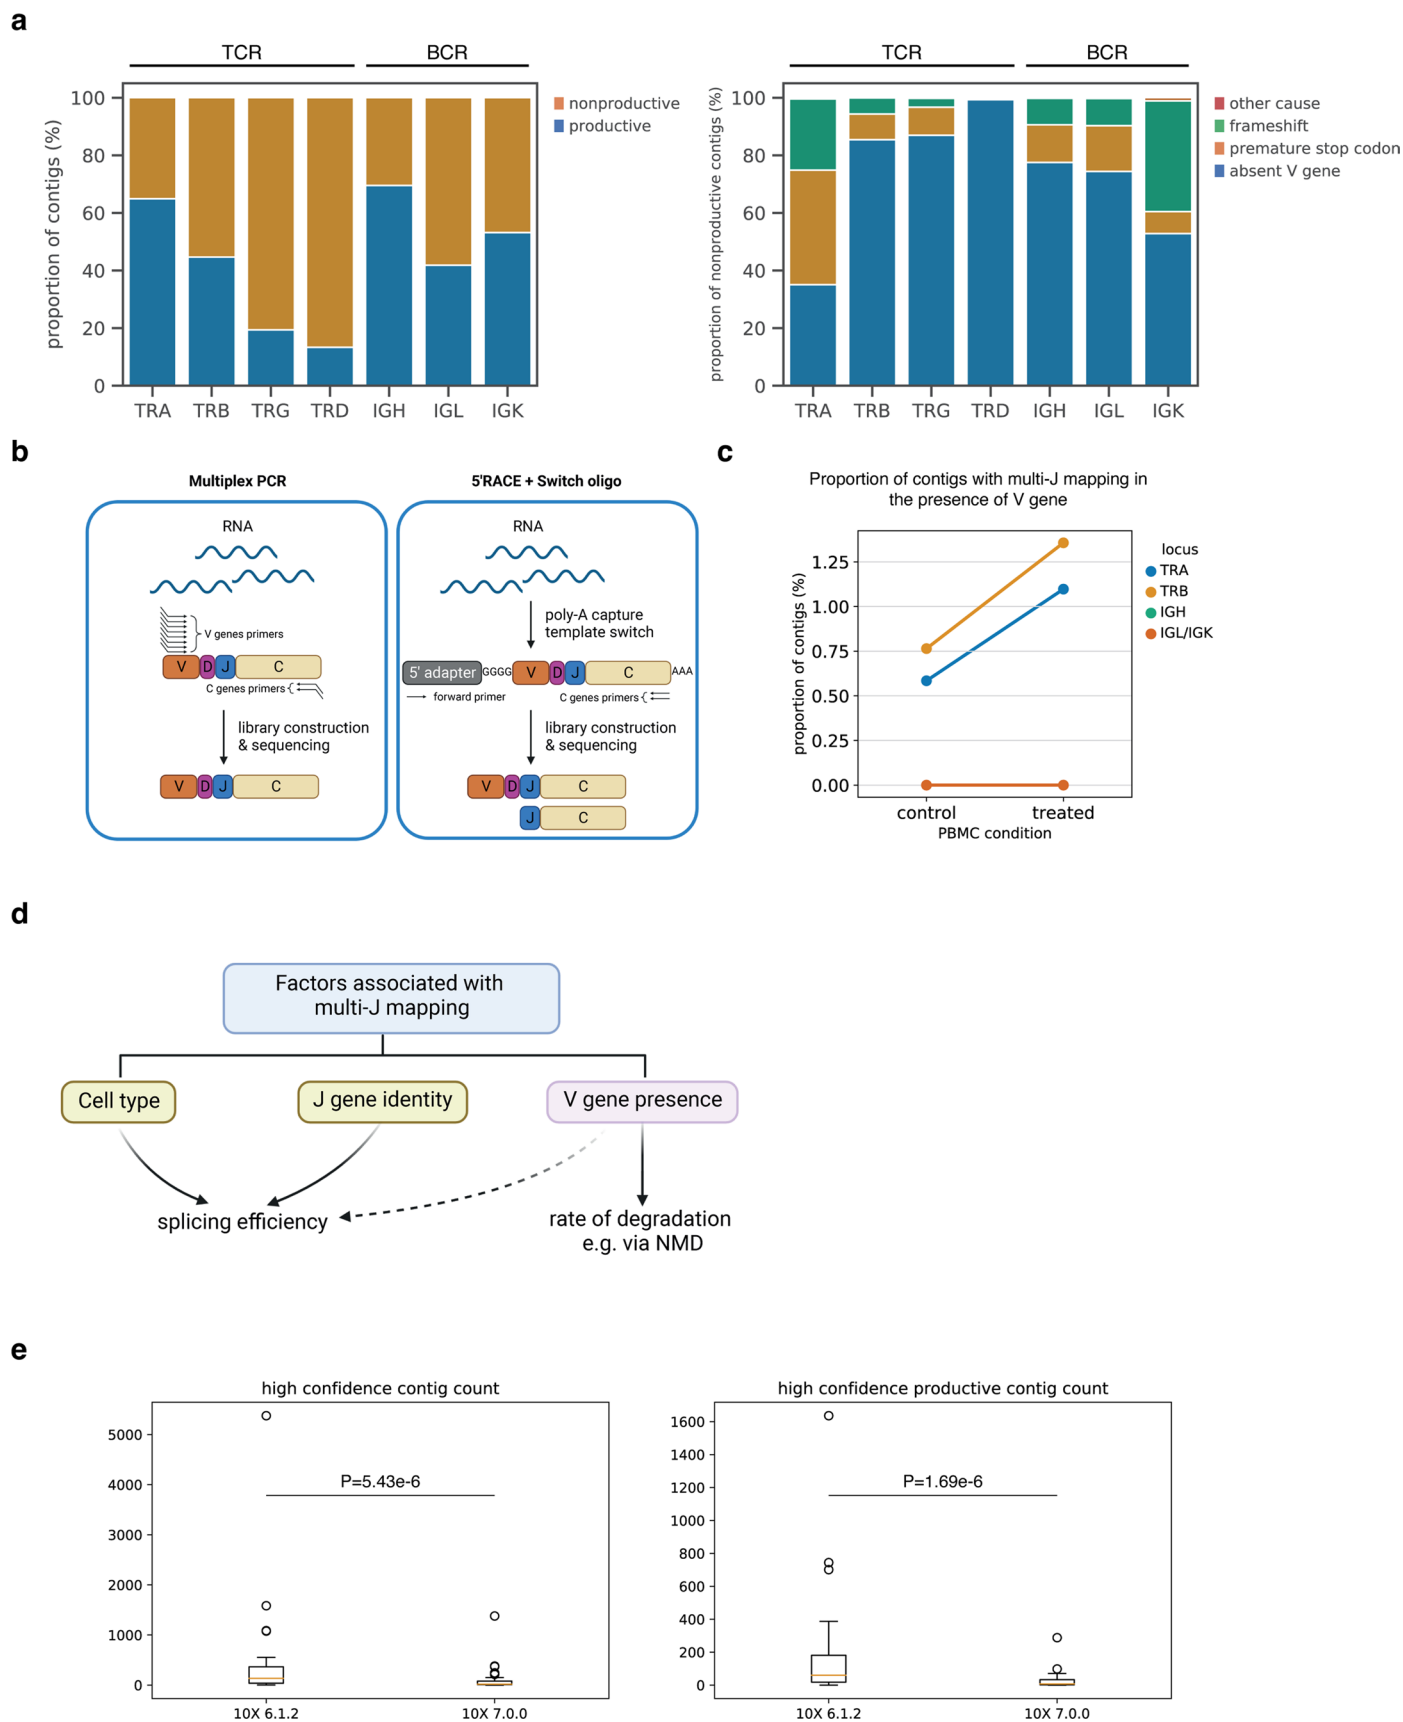 a
TCR
BCR
proportion of contigs (%)
100
80
60
40
20
0
TRA
TRB
TRG
TRD
IGH
IGL
IGK
nonproductive
productive
TCR
BCR
proportion of nonproductive contigs (%)
100
80
60
40
20
0
TRA
TRB
TRG
TRD
IGH
IGL
IGK
other cause
frameshift
premature stop codon
absent V gene
b
Multiplex PCR
RNA
V genes primers
V D J C
C genes primers
library construction
& sequencing
V D J C
5'RACE + Switch oligo
RNA
poly-A capture
template switch
5' adapter GGGG V D J C AAA
forward primer
C genes primers
library construction
& sequencing
V D J C
J C
c
Proportion of contigs with multi-J mapping in
the presence of V gene
proportion of contigs (%)
1.25
1.00
0.75
0.50
0.25
0.00
control
treated
PBMC condition
locus
TRA
TRB
IGH
IGL/IGK
d
Factors associated with
multi-J mapping
Cell type
J gene identity
V gene presence
splicing efficiency
rate of degradation
e.g. via NMD
e
high confidence contig count
5000
4000
3000
2000
1000
0
P=5.43e-6
10X 6.1.2
10X 7.0.0
high confidence productive contig count
1600
1400
1200
1000
800
600
400
200
0
P=1.69e-6
10X 6.1.2
10X 7.0.0